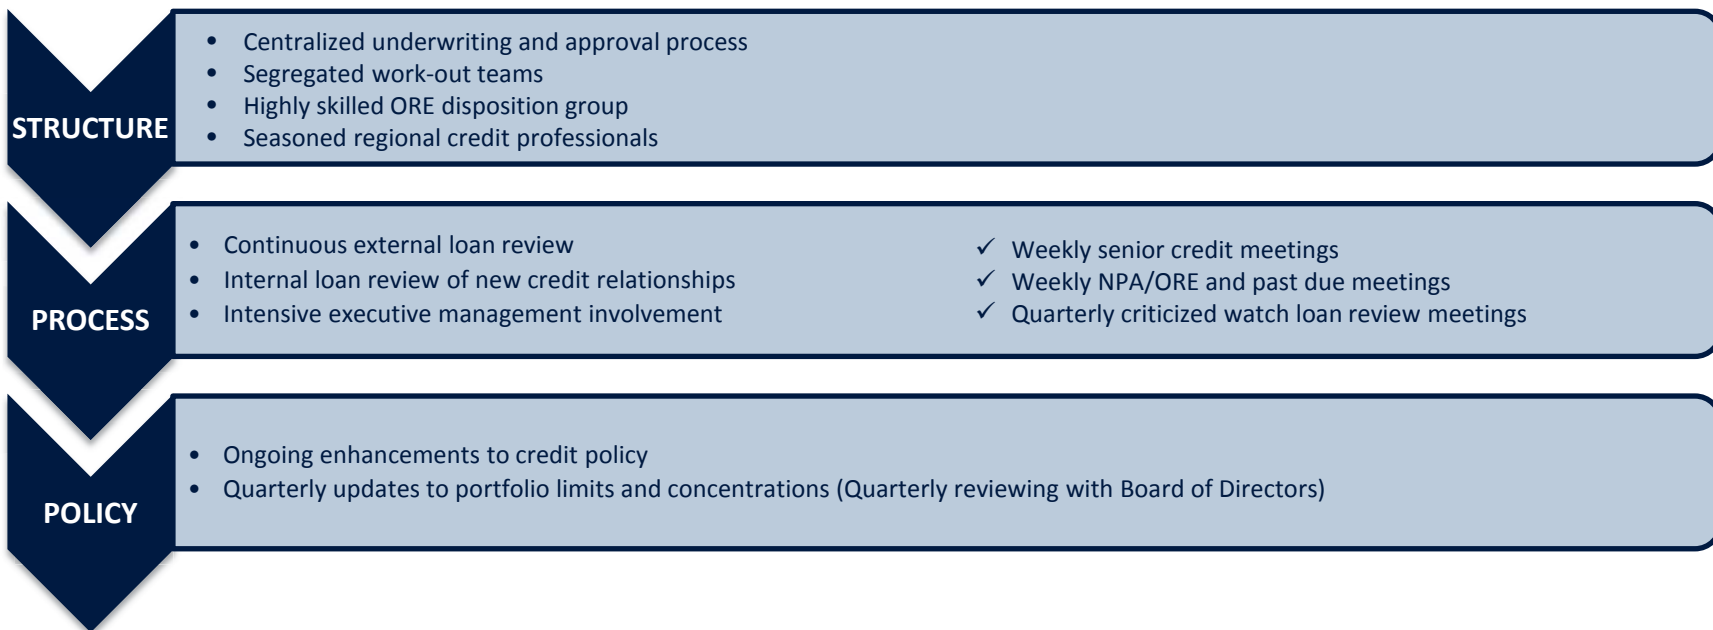 STRUCTURE
• Centralized underwriting and approval process
• Segregated work-out teams
• Highly skilled ORE disposition group
• Seasoned regional credit professionals
PROCESS
• Continuous external loan review
• Internal loan review of new credit relationships
• Intensive executive management involvement
✓ Weekly senior credit meetings
✓ Weekly NPA/ORE and past due meetings
✓ Quarterly criticized watch loan review meetings
POLICY
• Ongoing enhancements to credit policy
• Quarterly updates to portfolio limits and concentrations (Quarterly reviewing with Board of Directors)